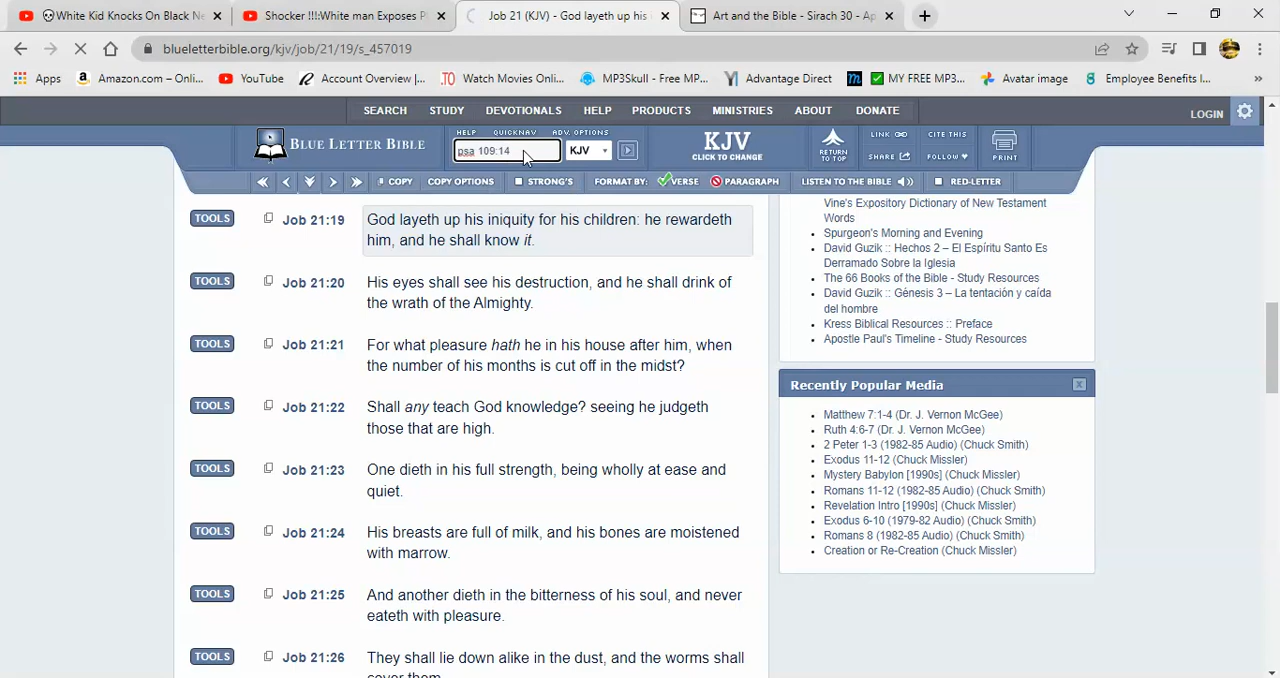 White Kid Knocks On Black Ne
Shocker !!!:White man Exposes P
Job 21 (KJV) - God layeth up his
Art and the Bible - Sirach 30 - Ap
blueletterbible.org/kjv/job/21/19/s_457019
Apps
Amazon.com – Onli...
YouTube
Account Overview |...
Watch Movies Onli...
MP3Skull - Free MP...
Advantage Direct
MY FREE MP3...
Avatar image
Employee Benefits I...
»
SEARCH STUDY DEVOTIONALS HELP PRODUCTS MINISTRIES ABOUT DONATE
LOGIN
BLUE LETTER BIBLE
HELP QUICKNAV ADV. OPTIONS
psa 109:14
KJV
KJV
CLICK TO CHANGE
RETURN
TO TOP
LINK
CITE THIS
SHARE
FOLLOW
PRINT
COPY COPY OPTIONS STRONG'S FORMAT BY: VERSE PARAGRAPH LISTEN TO THE BIBLE RED-LETTER
TOOLS Job 21:19 God layeth up his iniquity for his children: he rewardeth
him, and he shall know it.
TOOLS Job 21:20 His eyes shall see his destruction, and he shall drink of
the wrath of the Almighty.
TOOLS Job 21:21 For what pleasure hath he in his house after him, when
the number of his months is cut off in the midst?
TOOLS Job 21:22 Shall any teach God knowledge? seeing he judgeth
those that are high.
TOOLS Job 21:23 One dieth in his full strength, being wholly at ease and
quiet.
TOOLS Job 21:24 His breasts are full of milk, and his bones are moistened
with marrow.
TOOLS Job 21:25 And another dieth in the bitterness of his soul, and never
eateth with pleasure.
TOOLS Job 21:26 They shall lie down alike in the dust, and the worms shall
cover them.
Vine's Expository Dictionary of New Testament
Words
Spurgeon's Morning and Evening
David Guzik :: Hechos 2 – El Espíritu Santo Es
Derramado Sobre la Iglesia
The 66 Books of the Bible - Study Resources
David Guzik :: Génesis 3 – La tentación y caída
del hombre
Kress Biblical Resources :: Preface
Apostle Paul's Timeline - Study Resources
Recently Popular Media
x
Matthew 7:1-4 (Dr. J. Vernon McGee)
Ruth 4:6-7 (Dr. J. Vernon McGee)
2 Peter 1-3 (1982-85 Audio) (Chuck Smith)
Exodus 11-12 (Chuck Missler)
Mystery Babylon [1990s] (Chuck Missler)
Romans 11-12 (1982-85 Audio) (Chuck Smith)
Revelation Intro [1990s] (Chuck Missler)
Exodus 6-10 (1979-82 Audio) (Chuck Smith)
Romans 8 (1982-85 Audio) (Chuck Smith)
Creation or Re-Creation (Chuck Missler)